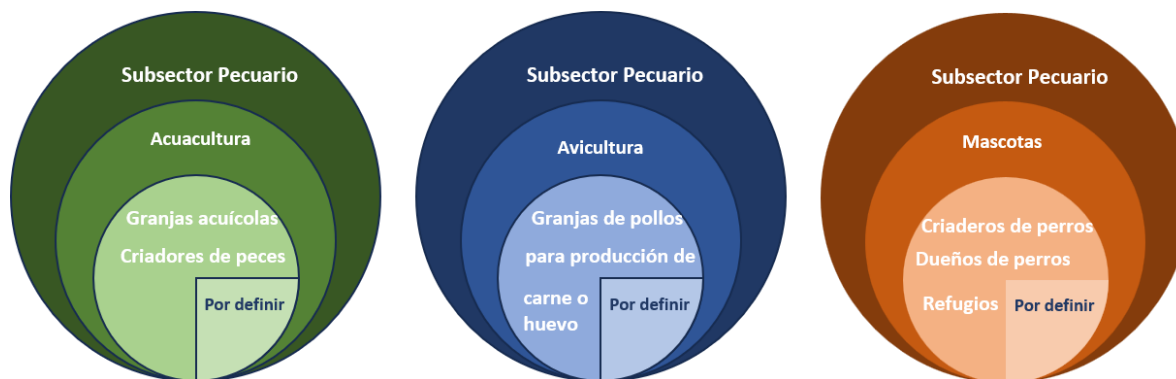 Subsector Pecuario
Acuacultura
Granjas acuícolas
Criadores de peces
Por definir
Subsector Pecuario
Avicultura
Granjas de pollos
para producción de
carne o
huevo
Por definir
Subsector Pecuario
Mascotas
Criaderos de perros
Dueños de perros
Refugios
Por definir